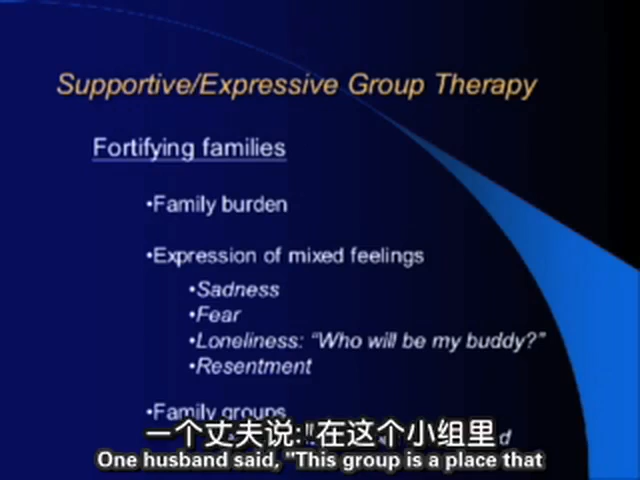 Supportive/Expressive Group Therapy
Fortifying families
•Family burden
•Expression of mixed feelings
•Sadness
•Fear
•Loneliness: “Who will be my buddy?”
•Resentment
•Family groups
一个丈夫说:"在这个小组里
One husband said, "This group is a place that